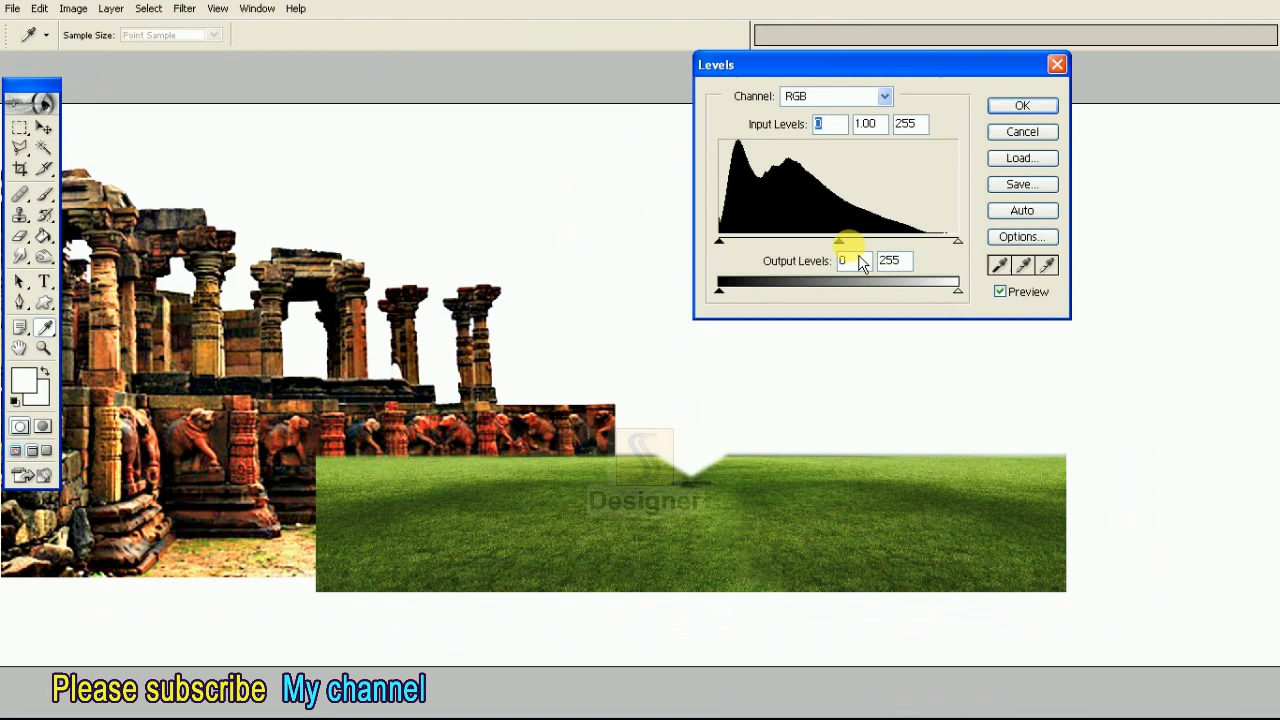 File Edit Image Layer Select Filter View Window Help
Sample Size: Point Sample
Levels
Channel: RGB
OK
Input Levels: 0 1.00 255
Cancel
Load...
Save...
Auto
Options...
Output Levels: 0 255
Preview
T
S
Designer
Please subscribe My channel